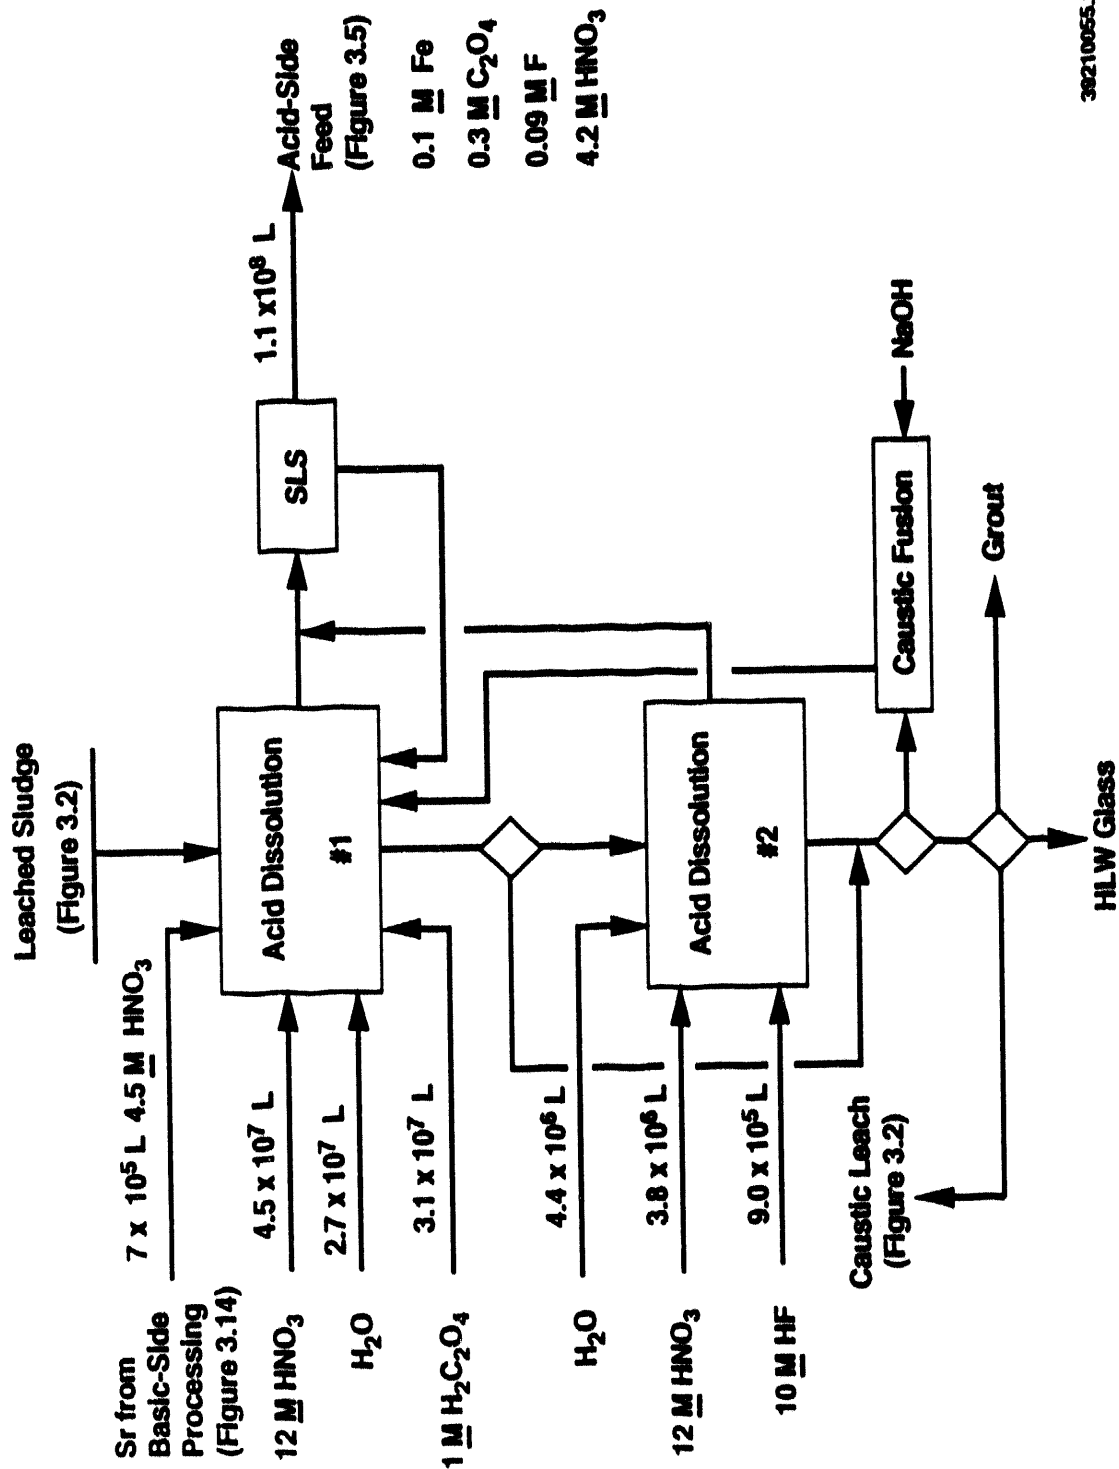 Leached Sludge
(Figure 3.2)
Sr from
Basic-Side
Processing
(Figure 3.14)
7 x 10⁵ L 4.5 M HNO₃
12 M HNO₃
4.5 x 10⁷ L
H₂O
2.7 x 10⁷ L
1 M H₂C₂O₄
3.1 x 10⁷ L
Acid Dissolution
#1
SLS
1.1 x10⁸ L
Acid-Side
Feed
(Figure 3.5)
0.1 M Fe
0.3 M C₂O₄
0.09 M F
4.2 M HNO₃
H₂O
4.4 x 10⁶ L
12 M HNO₃
3.8 x 10⁶ L
10 M HF
9.0 x 10⁵ L
Acid Dissolution
#2
Caustic Leach
(Figure 3.2)
Caustic Fusion
NaOH
Grout
HLW Glass